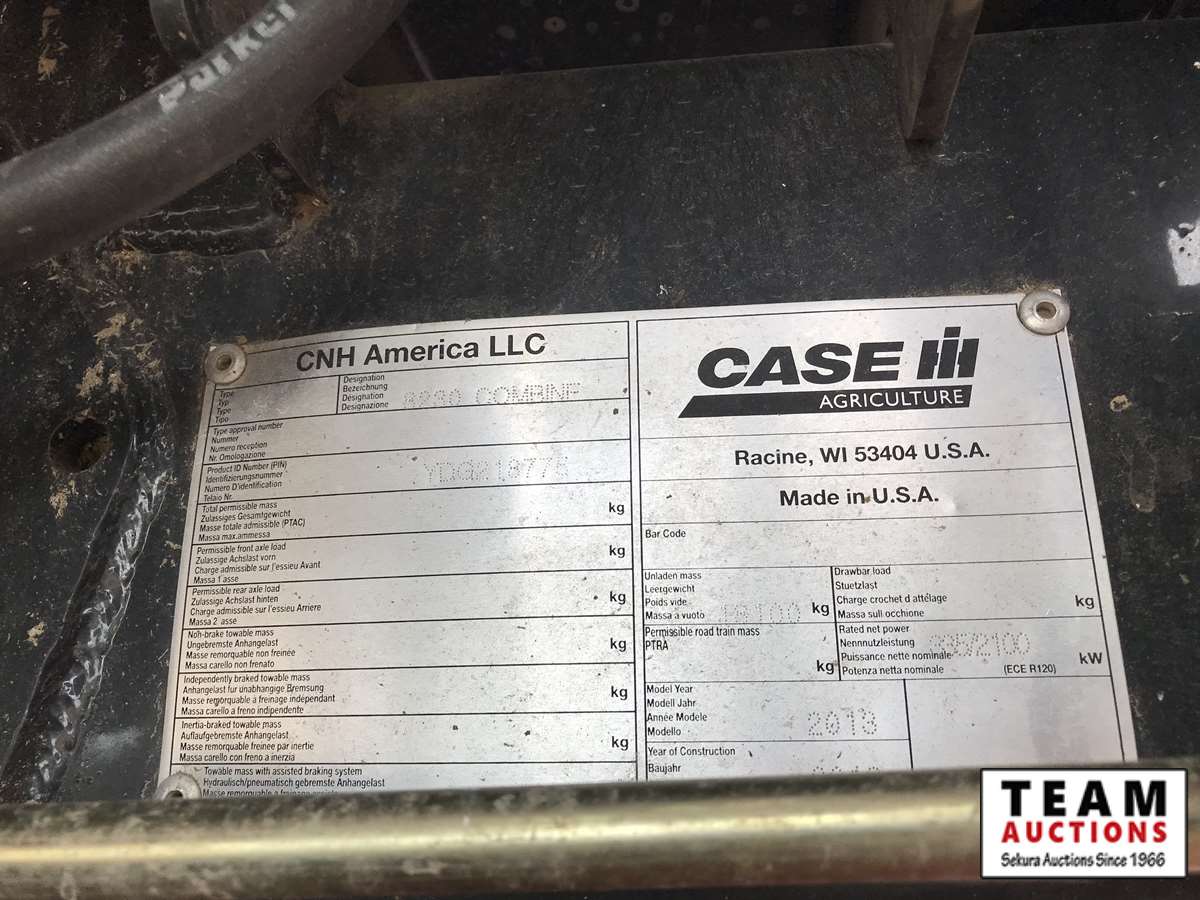 Parker
CNH America LLC
Type
Typ
Type
Tipo
Designation
Bezeichnung
Designation
Designazione
8230 COMBINE
Type approval number
Nummer
Numero reception
Nr. Omologazione
Product ID Number (PIN)
Identifizierungsnummer
Numero D'identification
Telaio Nr.
Total permissible mass
Zulassiges Gesamtgewicht
Masse totale admissible (PTAC)
Massa max.ammessa
kg
Permissible front axle load
Zulassige Achslast vorn
Charge admissible sur l'essieu Avant
Massa 1 asse
kg
Permissible rear axle load
Zulassige Achslast hinten
Charge admissible sur l'essieu Arriere
Massa 2 asse
kg
Noh-brake towable mass
Ungebremste Anhangelast
Masse remorquable non freinee
Massa carello non frenato
kg
Independently braked towable mass
Anhangelast fur unabhangige Bremsung
Masse remorquable a freinage independant
Massa carello a freno indipendente
kg
Inertia-braked towable mass
Auflaufgebremste Anhangelast
Masse remorquable freinee par inertie
Massa carello con freno a inerzia
kg
Towable mass with assisted braking system
Hydraulisch/pneumatisch gebremste Anhangelast
Masse remorquable a freinage
CASE IH
AGRICULTURE
Racine, WI 53404 U.S.A.
Made in U.S.A.
Bar Code
Unladen mass
Leergewicht
Poids vide
Massa a vuoto
kg
Drawbar load
Stuetzlast
Charge crochet d attélage
Massa sull occhione
kg
Permissible road train mass
PTRA
kg
Rated net power
Nennnutzleistung
Puissance nette nominale
Potenza netta nominale
(ECE R120)
kW
Model Year
Modell Jahr
Année Modele
Modello
2013
Year of Construction
Baujahr
TEAM
AUCTIONS
Sekura Auctions Since 1966